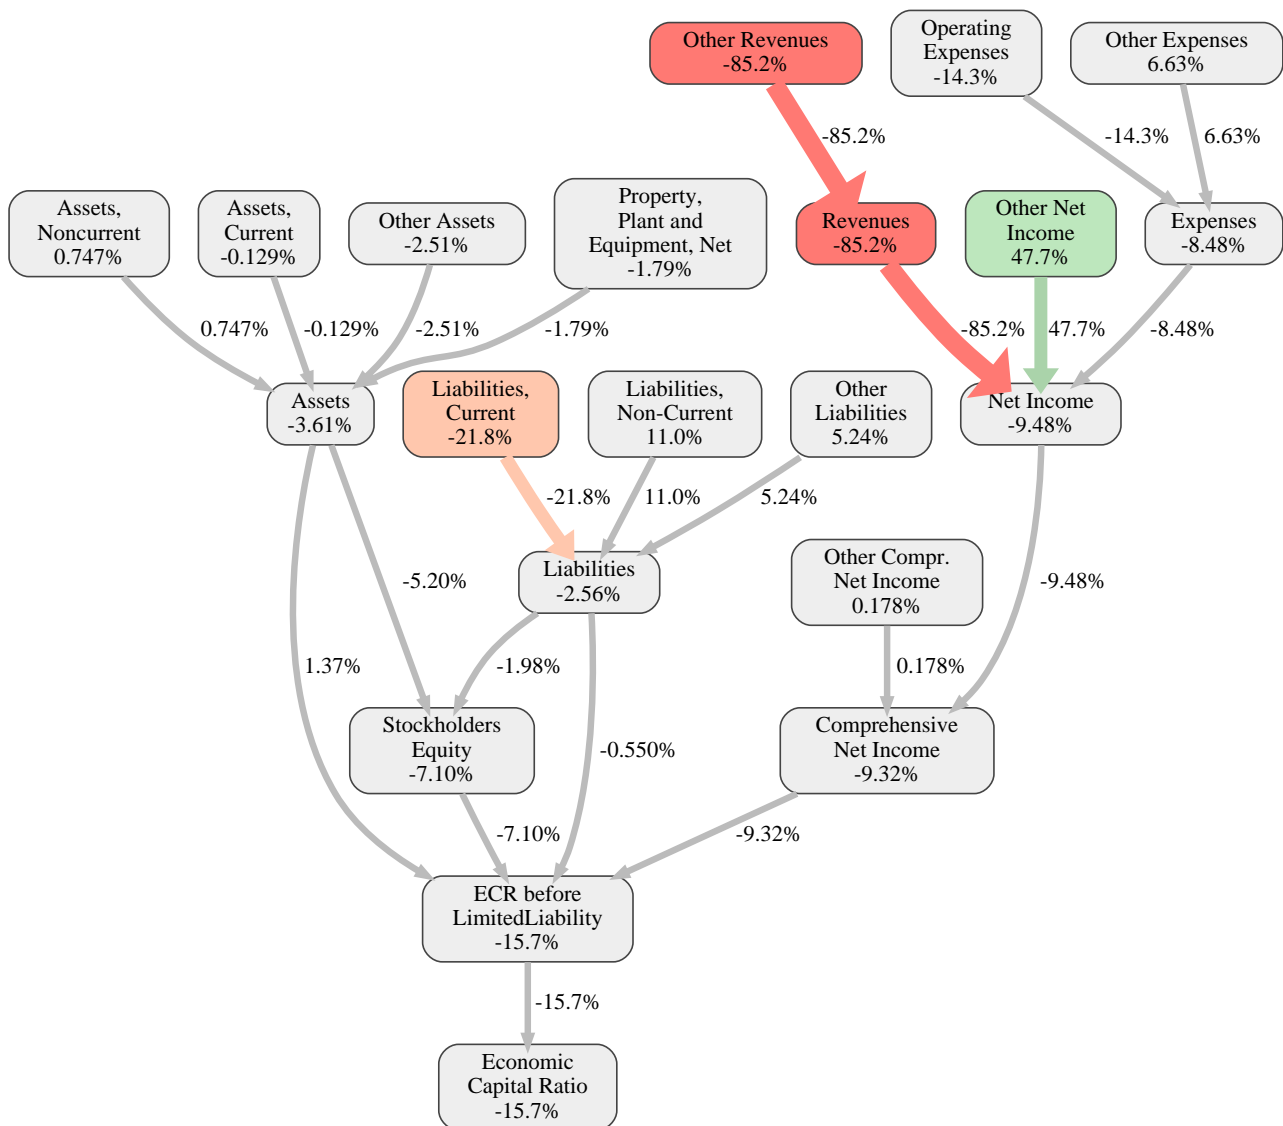 Other Revenues
-85.2%
Operating
Expenses
-14.3%
Other Expenses
6.63%
-85.2%
-14.3%
6.63%
Assets,
Noncurrent
0.747%
Assets,
Current
-0.129%
Other Assets
-2.51%
Property,
Plant and
Equipment, Net
-1.79%
Revenues
-85.2%
Other Net
Income
47.7%
Expenses
-8.48%
0.747%
-0.129%
-2.51%
-1.79%
-85.2%
47.7%
-8.48%
Assets
-3.61%
Liabilities,
Current
-21.8%
Liabilities,
Non-Current
11.0%
Other
Liabilities
5.24%
Net Income
-9.48%
-21.8%
11.0%
5.24%
-5.20%
Liabilities
-2.56%
Other Compr.
Net Income
0.178%
-9.48%
1.37%
-1.98%
0.178%
Stockholders
Equity
-7.10%
-0.550%
Comprehensive
Net Income
-9.32%
-7.10%
-9.32%
ECR before
LimitedLiability
-15.7%
-15.7%
Economic
Capital Ratio
-15.7%